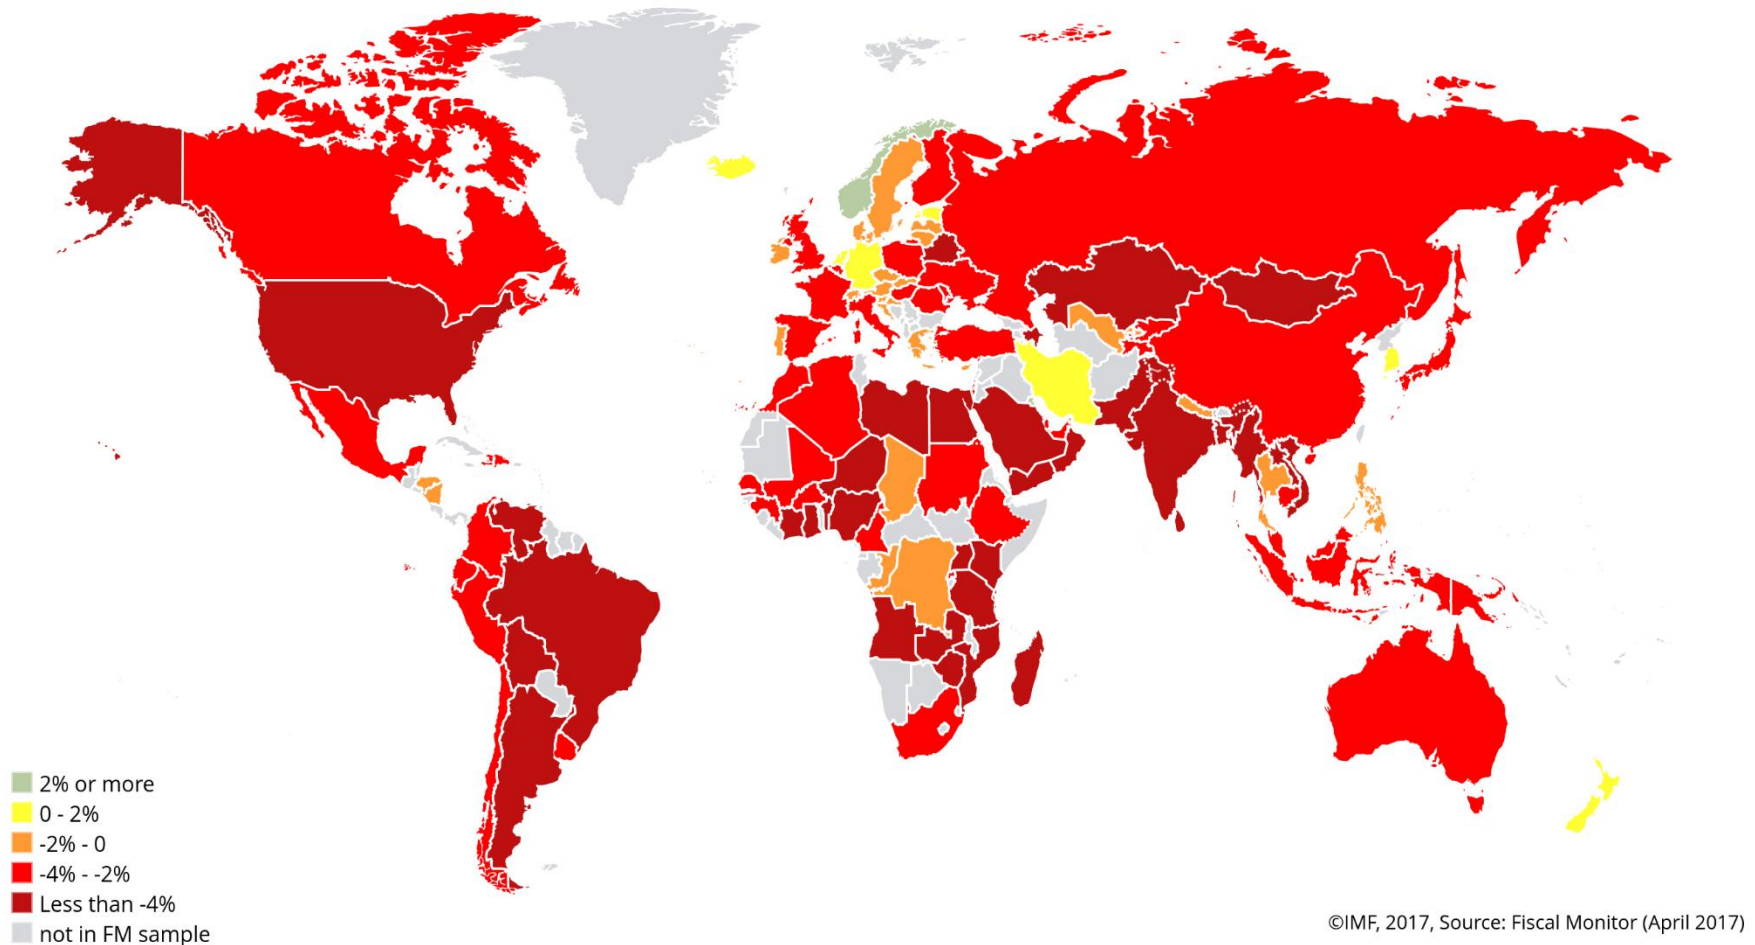 2% or more
0 - 2%
-2% - 0
-4% - -2%
Less than -4%
not in FM sample
©IMF, 2017, Source: Fiscal Monitor (April 2017)